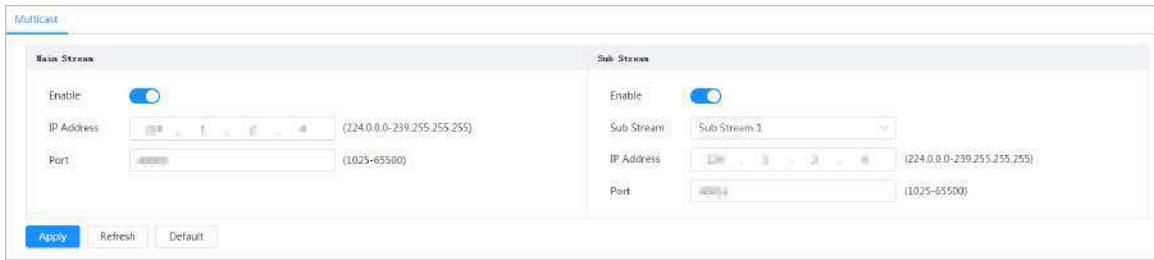 Multicast
Main Stream
Enable
IP Address (224.0.0.0-239.255.255.255)
Port (1025-65500)
Sub Stream
Enable
Sub Stream Sub Stream 1
IP Address (224.0.0.0-239.255.255.255)
Port (1025-65500)
Apply Refresh Default